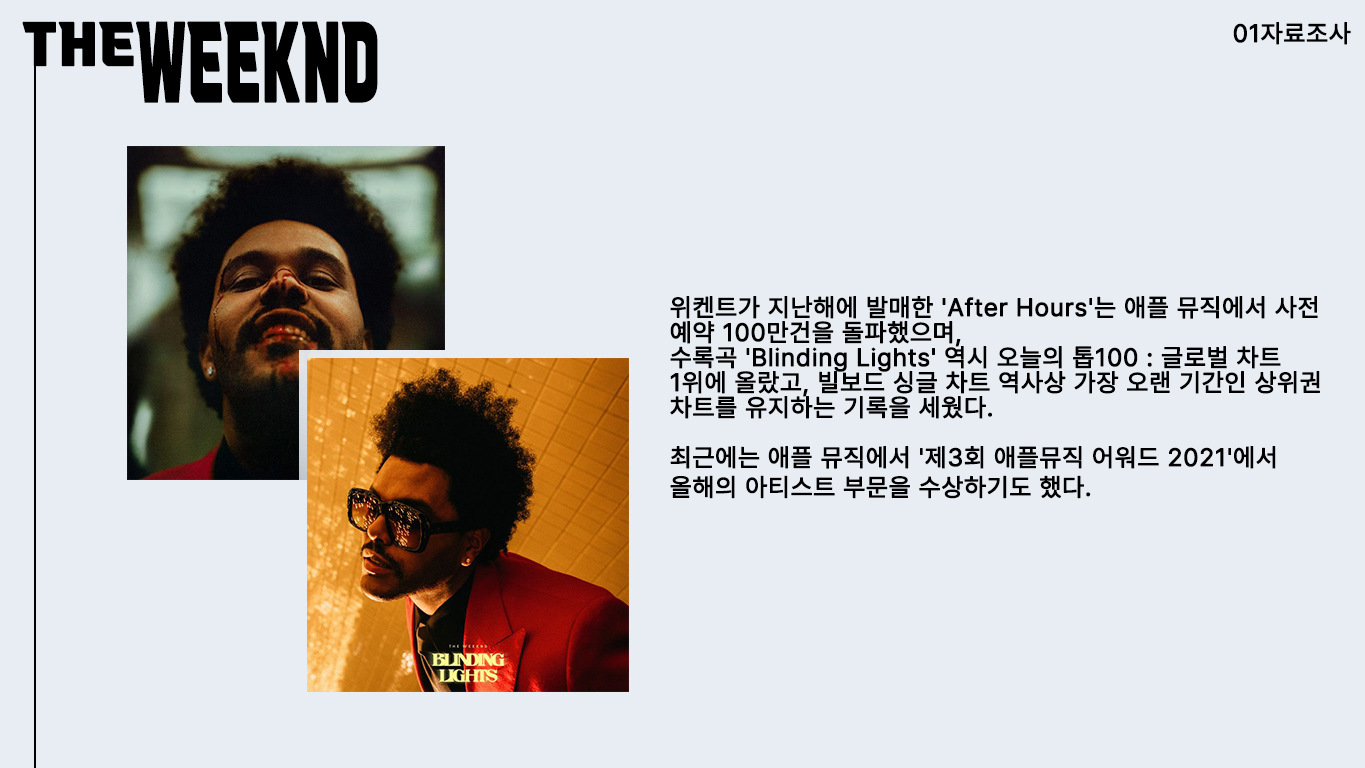 THE WEEKND
01자료조사
위켄트가 지난해에 발매한 'After Hours'는 애플 뮤직에서 사전
예약 100만건을 돌파했으며,
수록곡 'Blinding Lights' 역시 오늘의 톱100 : 글로벌 차트
1위에 올랐고, 빌보드 싱글 차트 역사상 가장 오랜 기간인 상위권
차트를 유지하는 기록을 세웠다.
최근에는 애플 뮤직에서 '제3회 애플뮤직 어워드 2021'에서
올해의 아티스트 부문을 수상하기도 했다.
THE WEEKND
BLINDING
LIGHTS